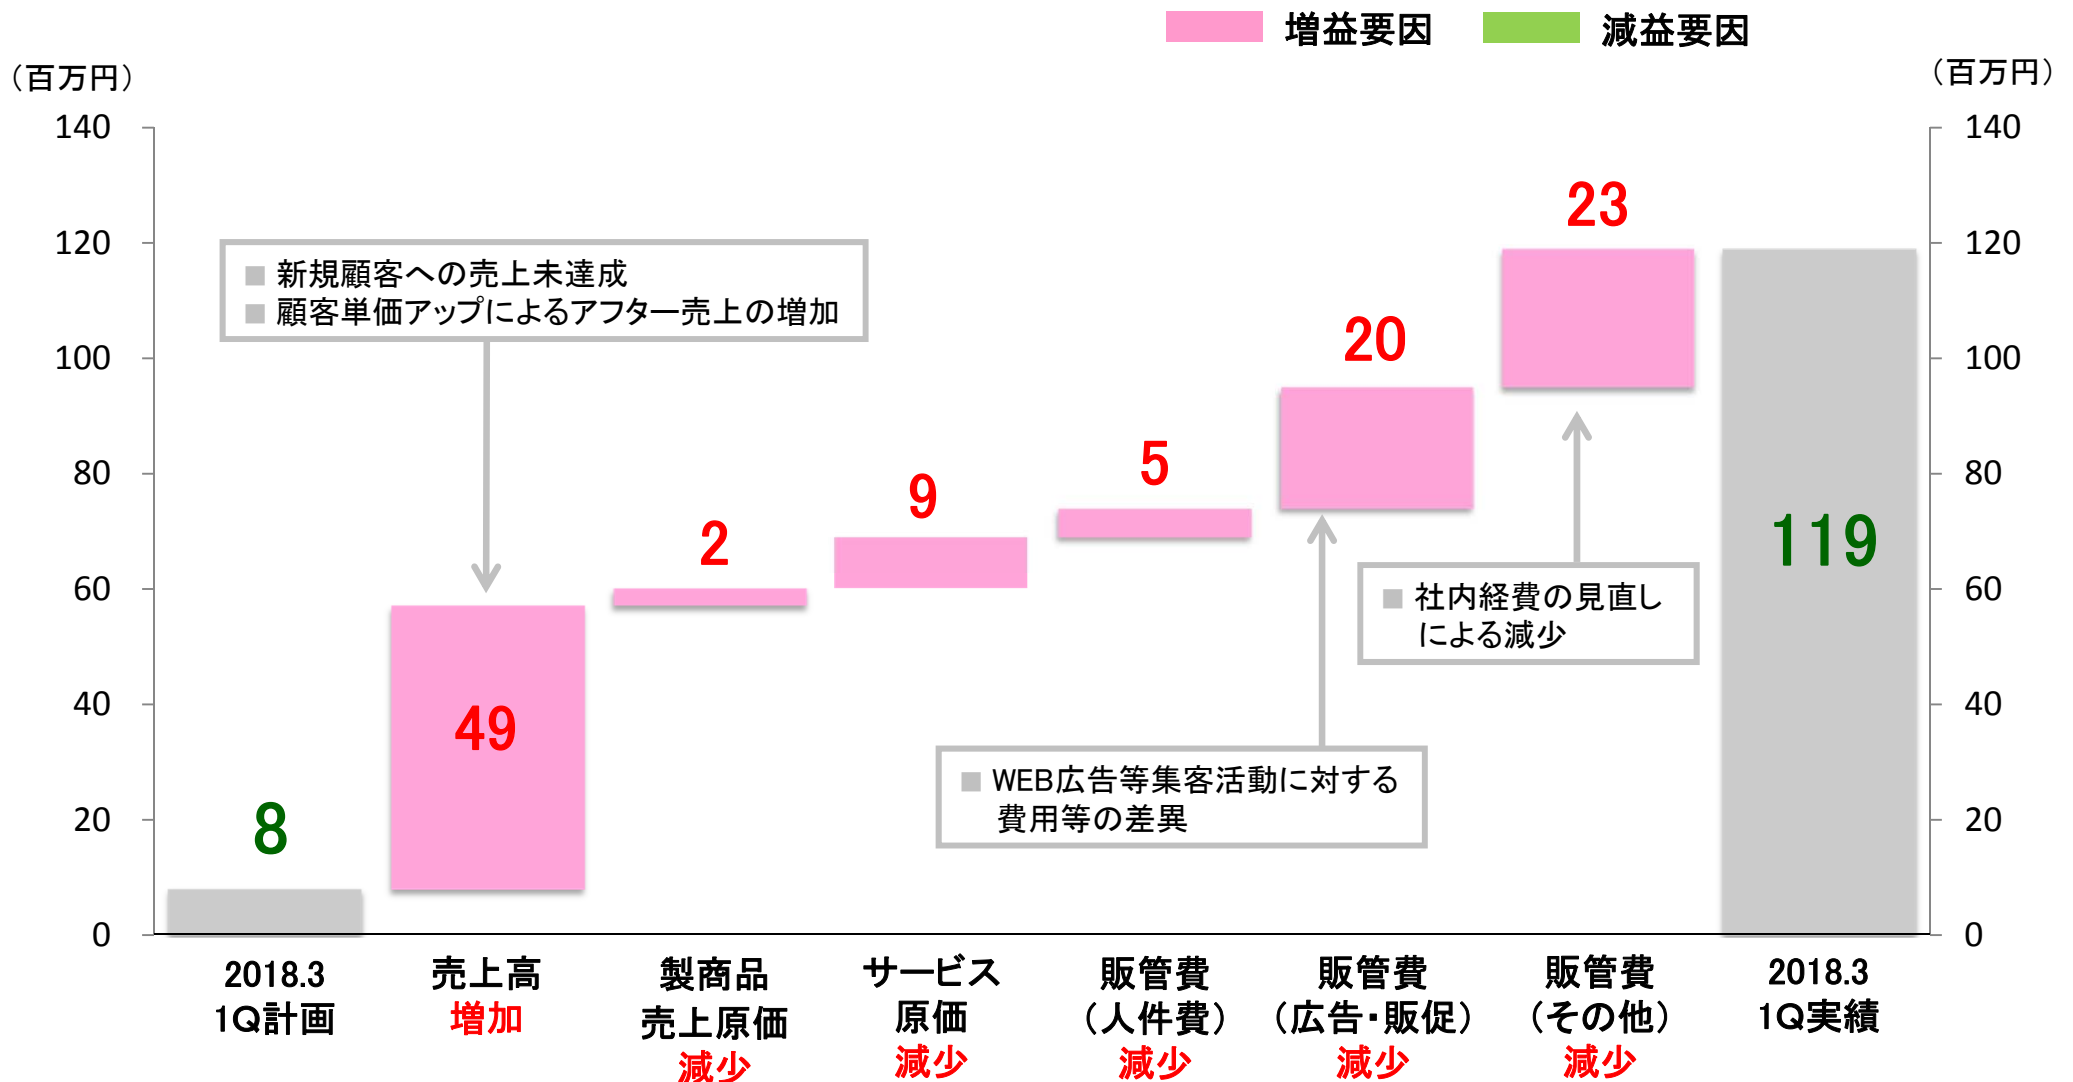 増益要因
減益要因
（百万円）
（百万円）
140
120
100
80
60
40
20
0
140
120
100
80
60
40
20
0
■ 新規顧客への売上未達成
■ 顧客単価アップによるアフター売上の増加
■ WEB広告等集客活動に対する
費用等の差異
■ 社内経費の見直し
による減少
8
49
2
9
5
20
23
119
2018.3
1Q計画
売上高
増加
製商品
売上原価
減少
サービス
原価
減少
販管費
（人件費）
減少
販管費
（広告・販促）
減少
販管費
（その他）
減少
2018.3
1Q実績